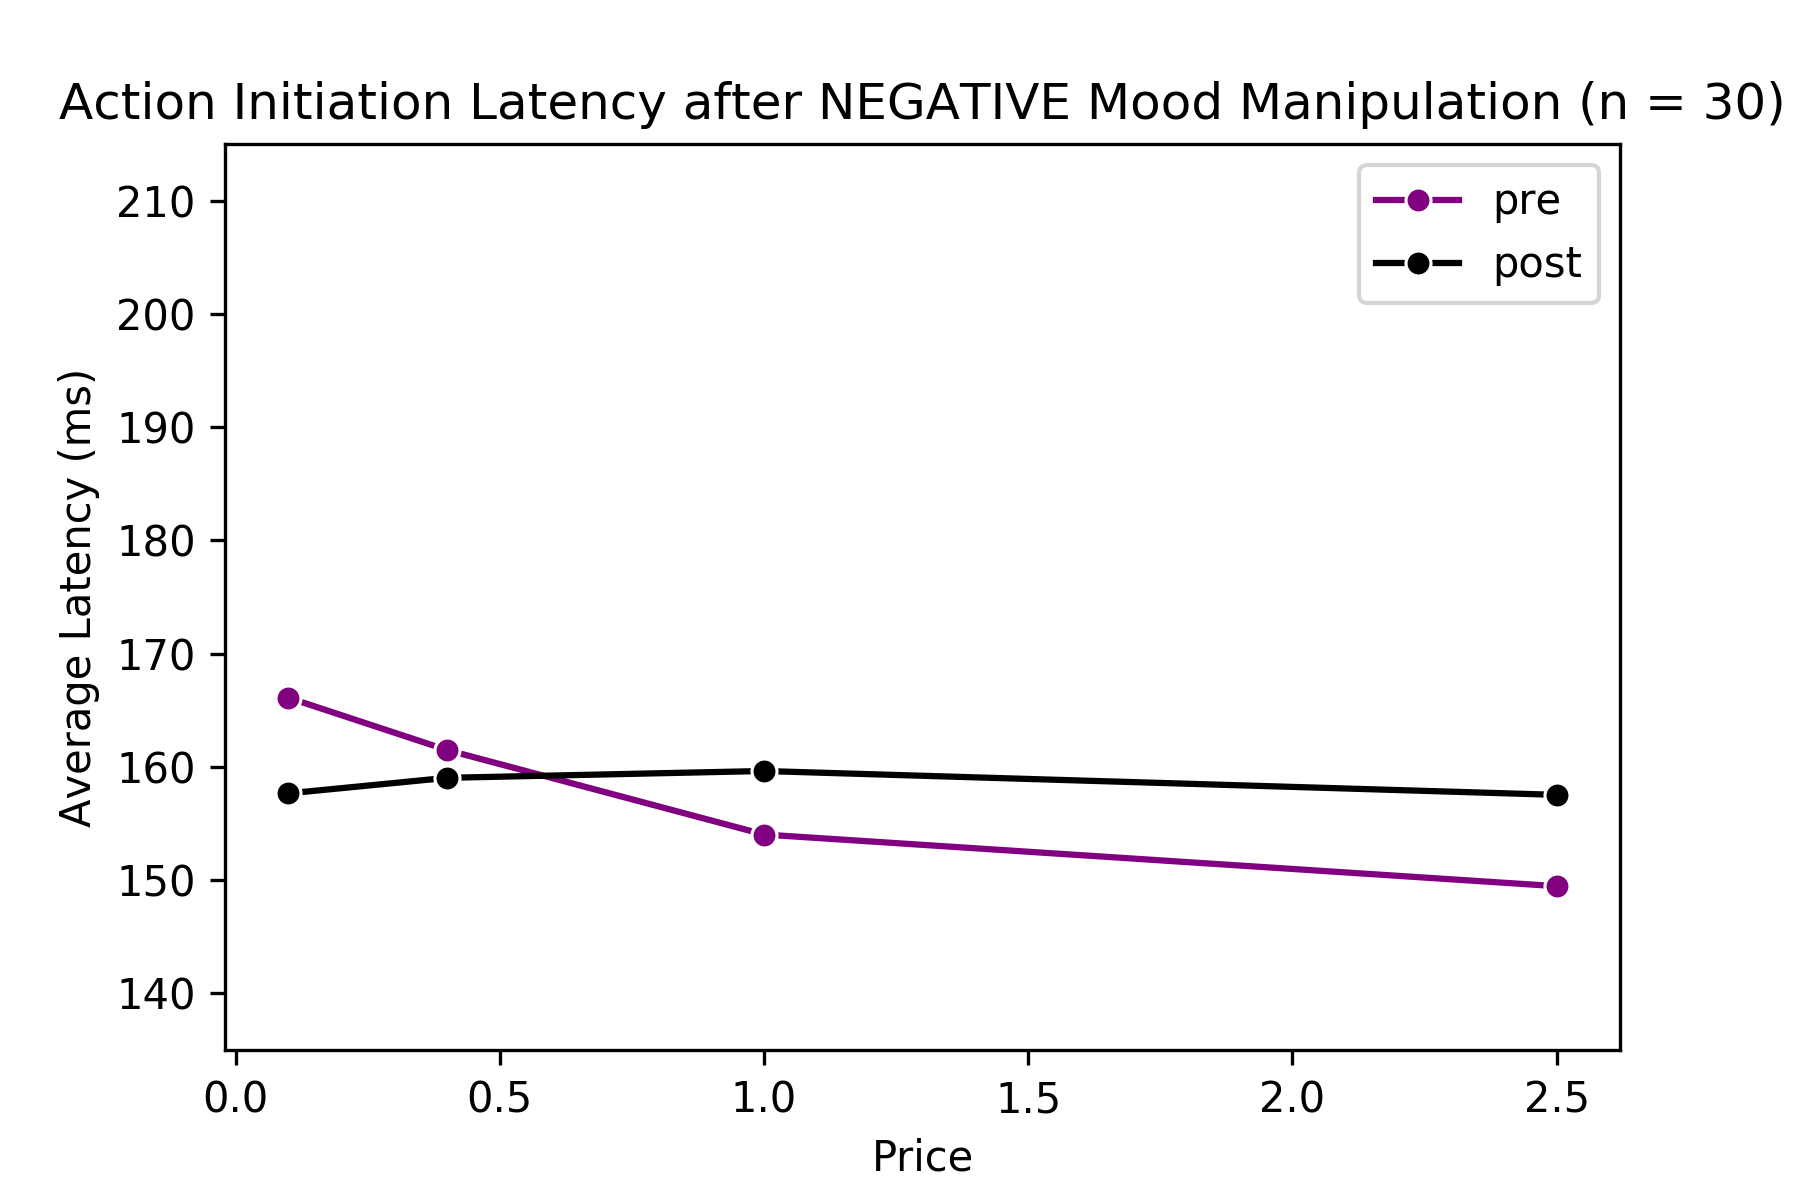 Action Initiation Latency after NEGATIVE Mood Manipulation (n = 30)
pre
post
Average Latency (ms)
210
200
190
180
170
160
150
140
0.0 0.5 1.0 1.5 2.0 2.5
Price